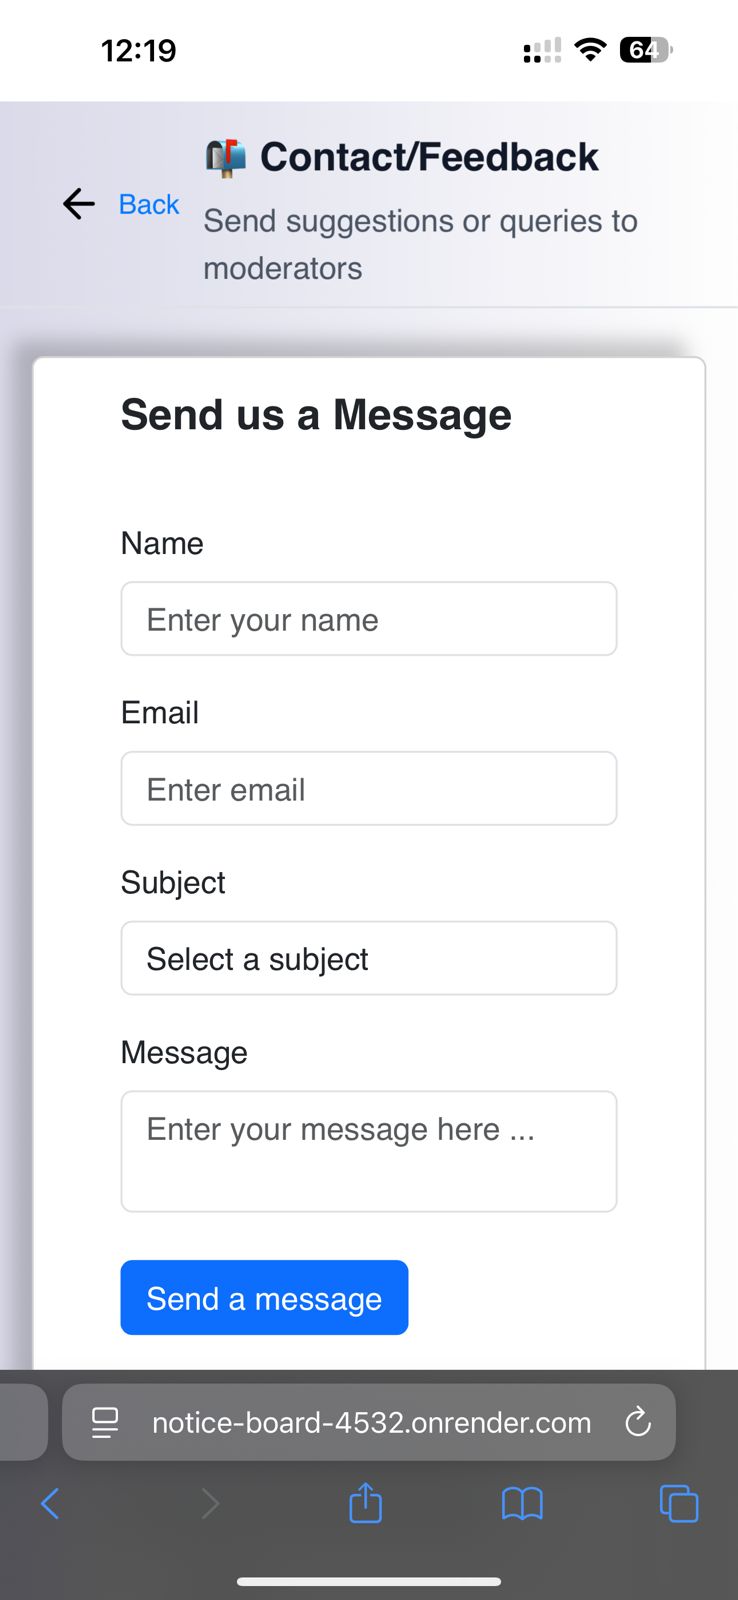 12:19
64
📬 Contact/Feedback
Back
Send suggestions or queries to
moderators
Send us a Message
Name
Enter your name
Email
Enter email
Subject
Select a subject
Message
Enter your message here ...
Send a message
notice-board-4532.onrender.com